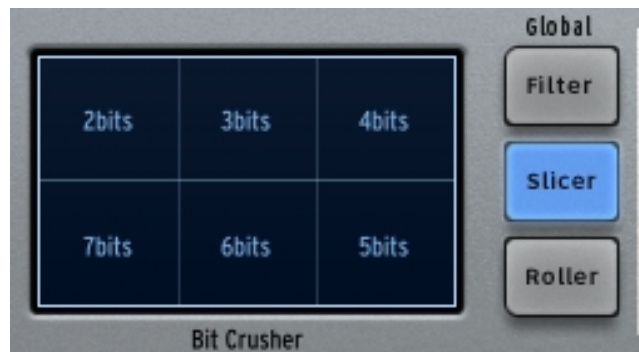 Global
Filter
2bits 3bits 4bits
Slicer
7bits 6bits 5bits
Roller
Bit Crusher